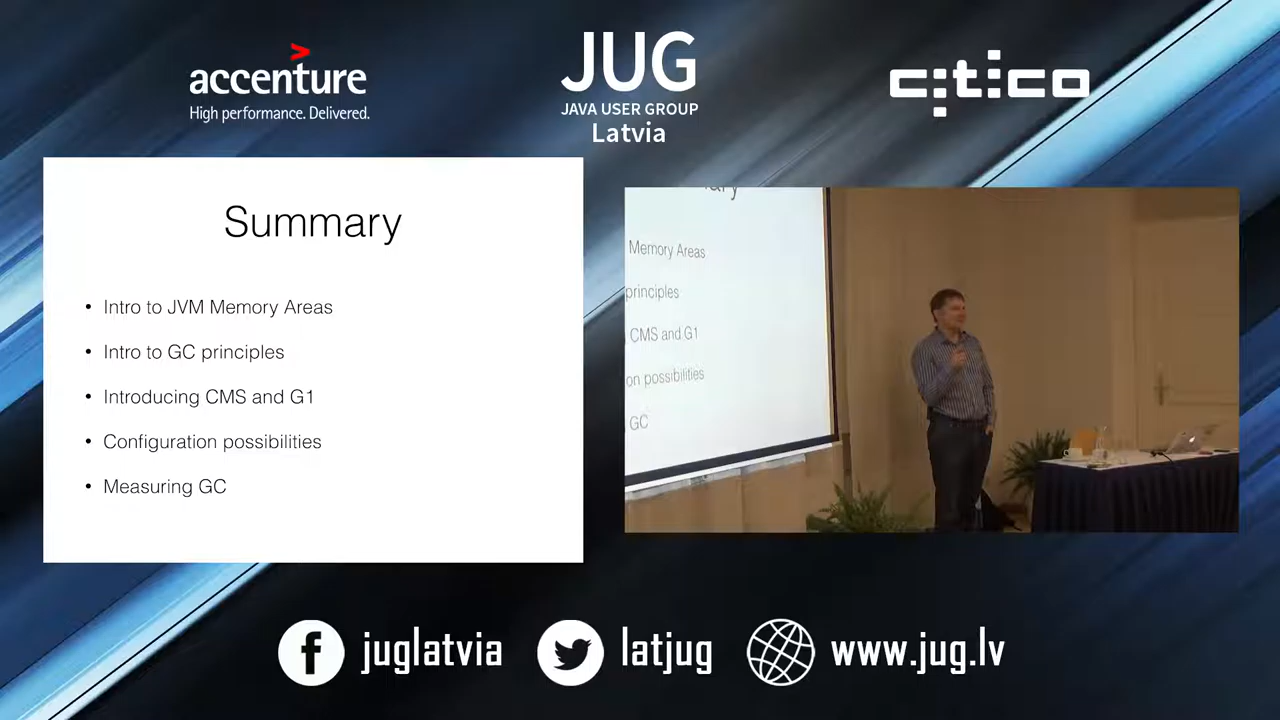 accenture
High performance. Delivered.
JUG
JAVA USER GROUP
Latvia
citico
Summary
• Intro to JVM Memory Areas
• Intro to GC principles
• Introducing CMS and G1
• Configuration possibilities
• Measuring GC
Memory Areas
principles
CMS and G1
on possibilities
GC
juglatvia
latjug
www.jug.lv